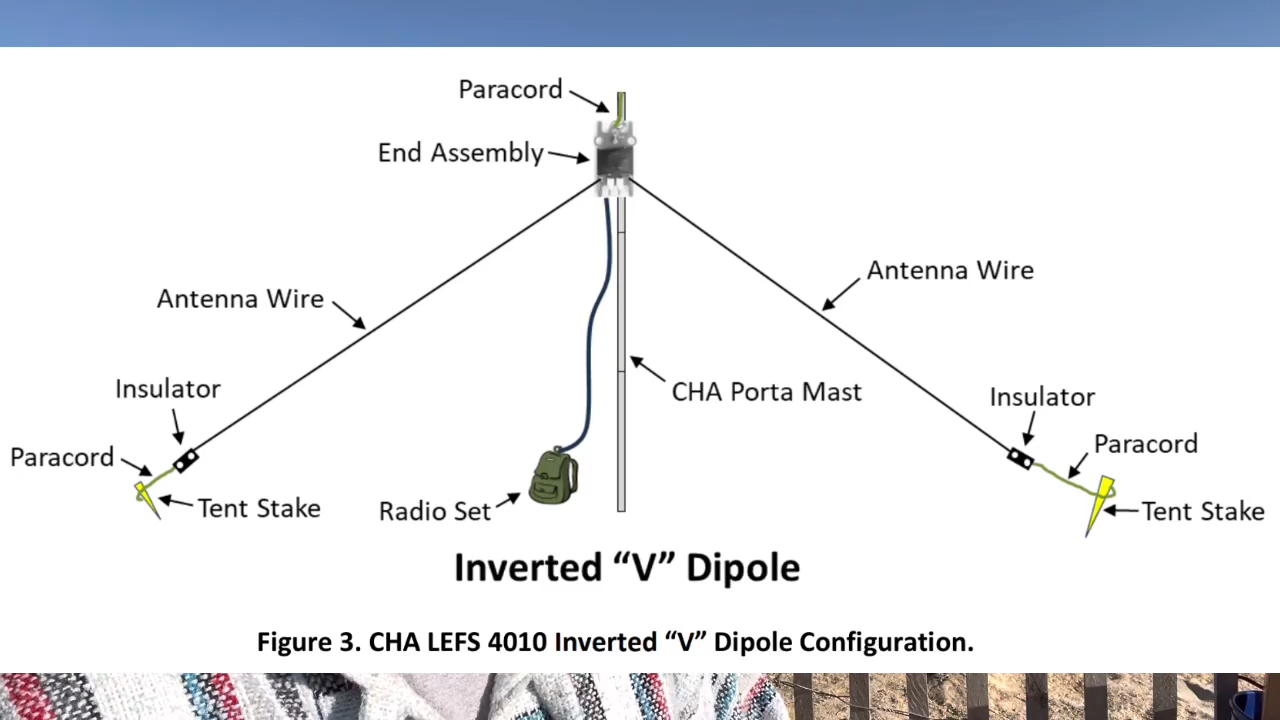 Paracord
End Assembly
Antenna Wire
Antenna Wire
Insulator
CHA Porta Mast
Insulator
Paracord
Paracord
Tent Stake
Radio Set
Tent Stake
Inverted “V” Dipole
Figure 3. CHA LEFS 4010 Inverted “V” Dipole Configuration.